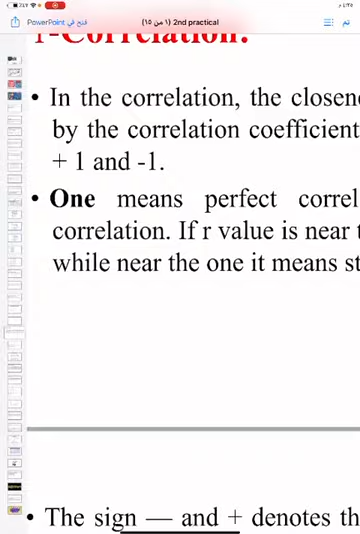 فتح في PowerPoint
2nd practical (١ من ١٥)
1-Correlation:
• In the correlation, the closen
by the correlation coefficient
+ 1 and -1.
• One means perfect correl
correlation. If r value is near t
while near the one it means st
• The sign — and + denotes th